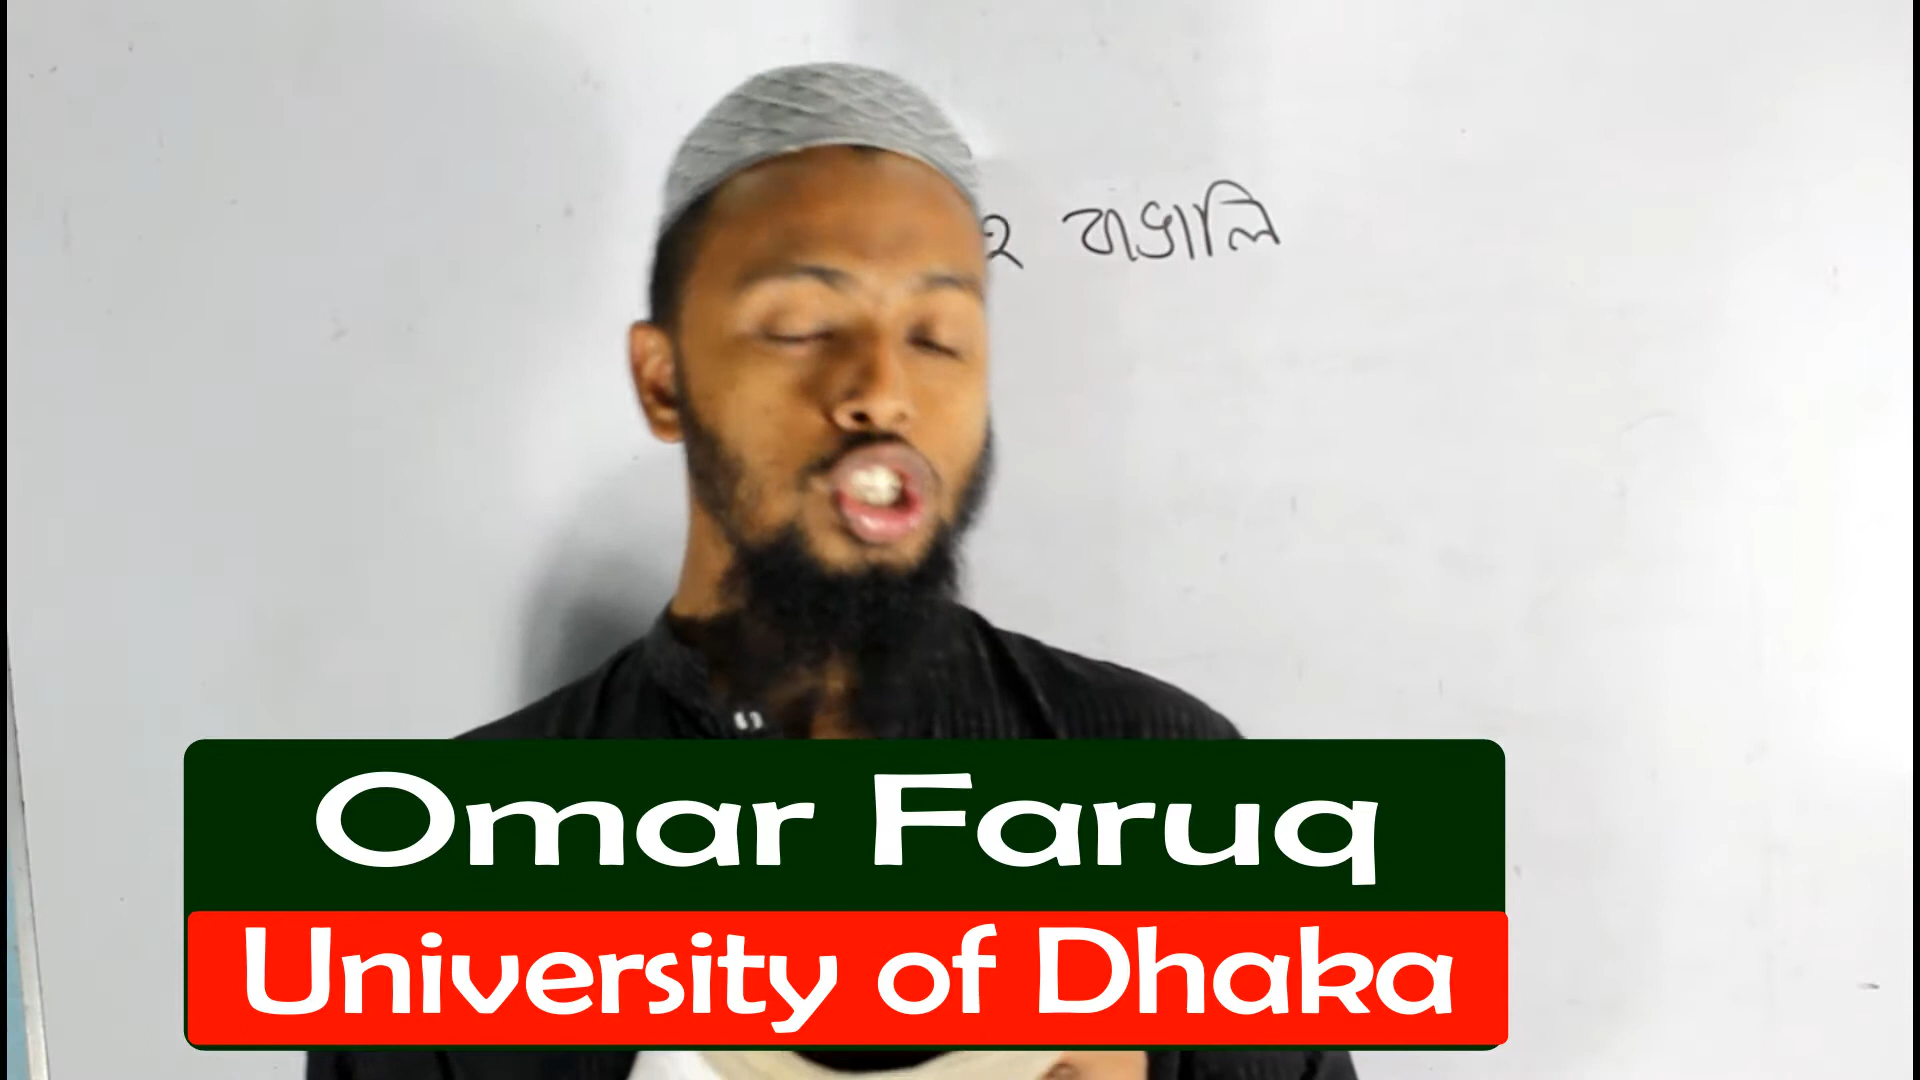 বাঙালি
Omar Faruq
University of Dhaka